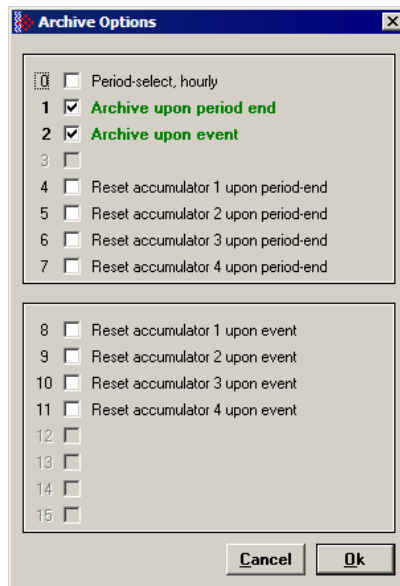 Archive Options
0 Period-select, hourly
1 Archive upon period end
2 Archive upon event
3
4 Reset accumulator 1 upon period-end
5 Reset accumulator 2 upon period-end
6 Reset accumulator 3 upon period-end
7 Reset accumulator 4 upon period-end
8 Reset accumulator 1 upon event
9 Reset accumulator 2 upon event
10 Reset accumulator 3 upon event
11 Reset accumulator 4 upon event
12
13
14
15
Cancel Ok